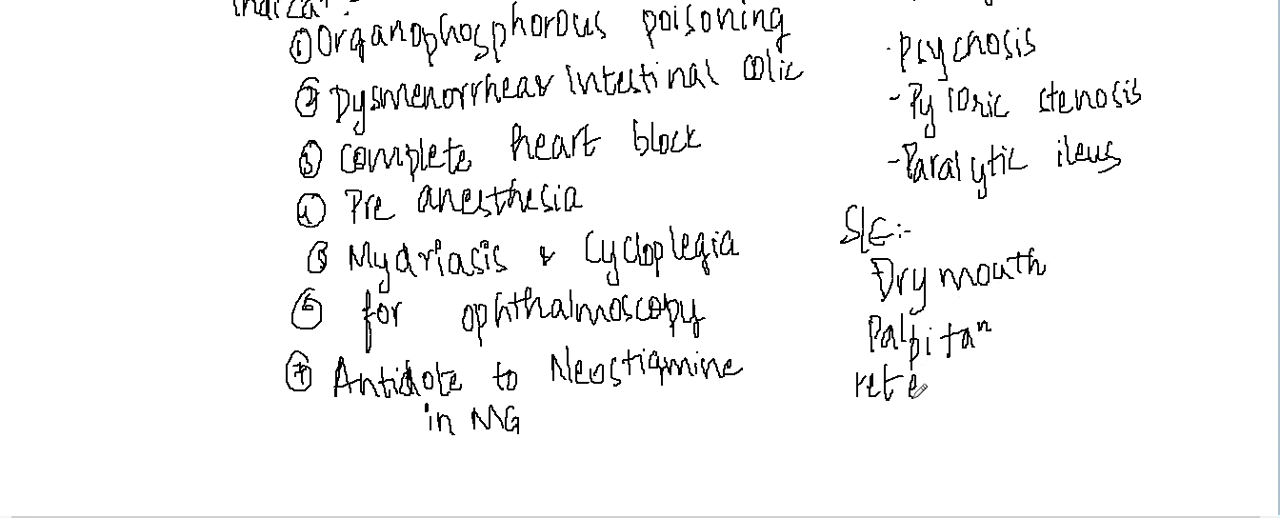 ① Organophosphorous poisoning
② Dysmenorrhea & Intestinal colic
③ Complete heart block
④ Pre anesthesia
⑤ Mydriasis & Cycloplegia
⑥ for ophthalmoscopy
⑦ Antidote to Neostigmine
in MG
- Psychosis
- Pyloric stenosis
- Paralytic ileus
S/E:-
Dry mouth
Palpitaⁿ
rete